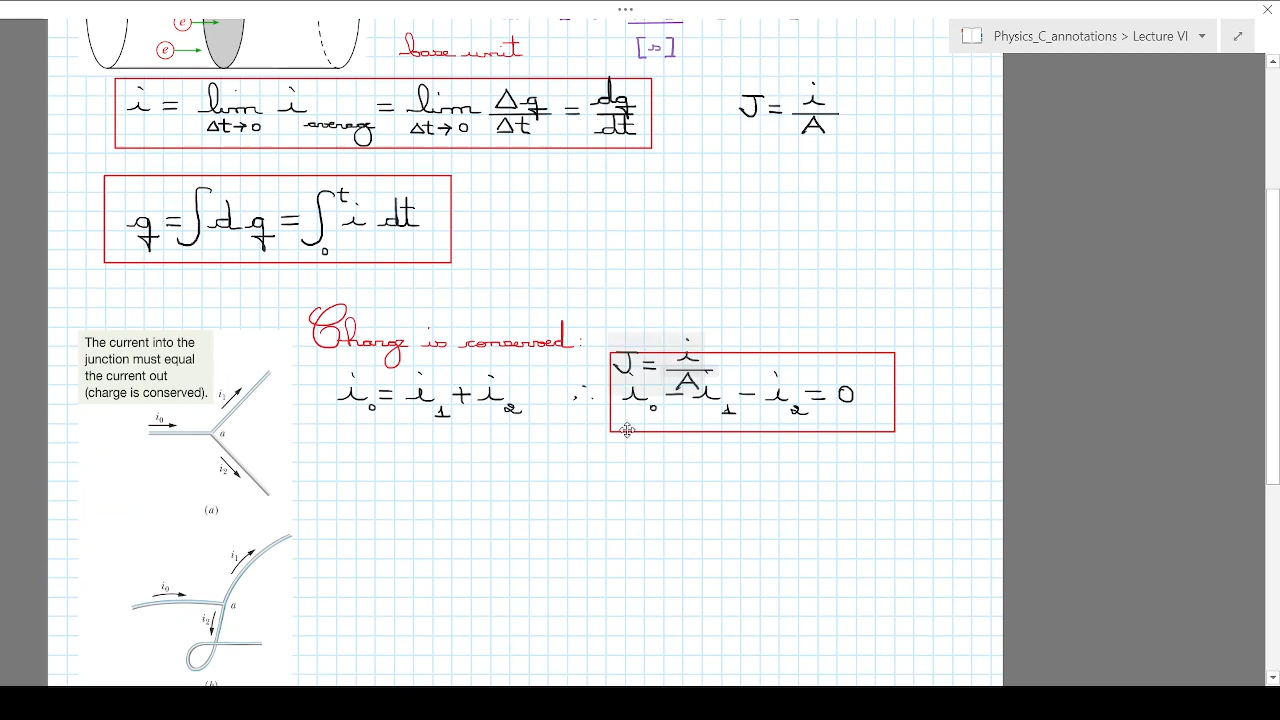 Physics_C_annotations > Lecture VI
e
e
base unit
[s]
i = lim Δt→0 i average = lim Δt→0 Δq/Δt = dq/dt
J = i/A
q = ∫dq = ∫₀ᵗ i dt
Charge is conserved:
The current into the
junction must equal
the current out
(charge is conserved).
J = i/A
i₀ = i₁ + i₂ ∴ i₀ - i₁ - i₂ = 0
i₁
i₀
a
i₂
(a)
i₁
i₀
a
i₂